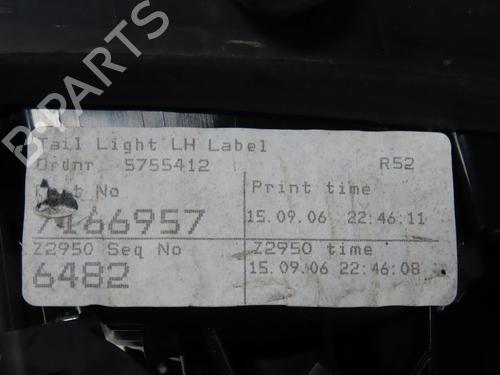 B-PARTS
Tail Light LH Label
Ordnr 5755412 R52
No Print time
7166957 15.09.06 22:46:11
Z2950 Seq No Z2950 time
6482 15.09.06 22:46:08